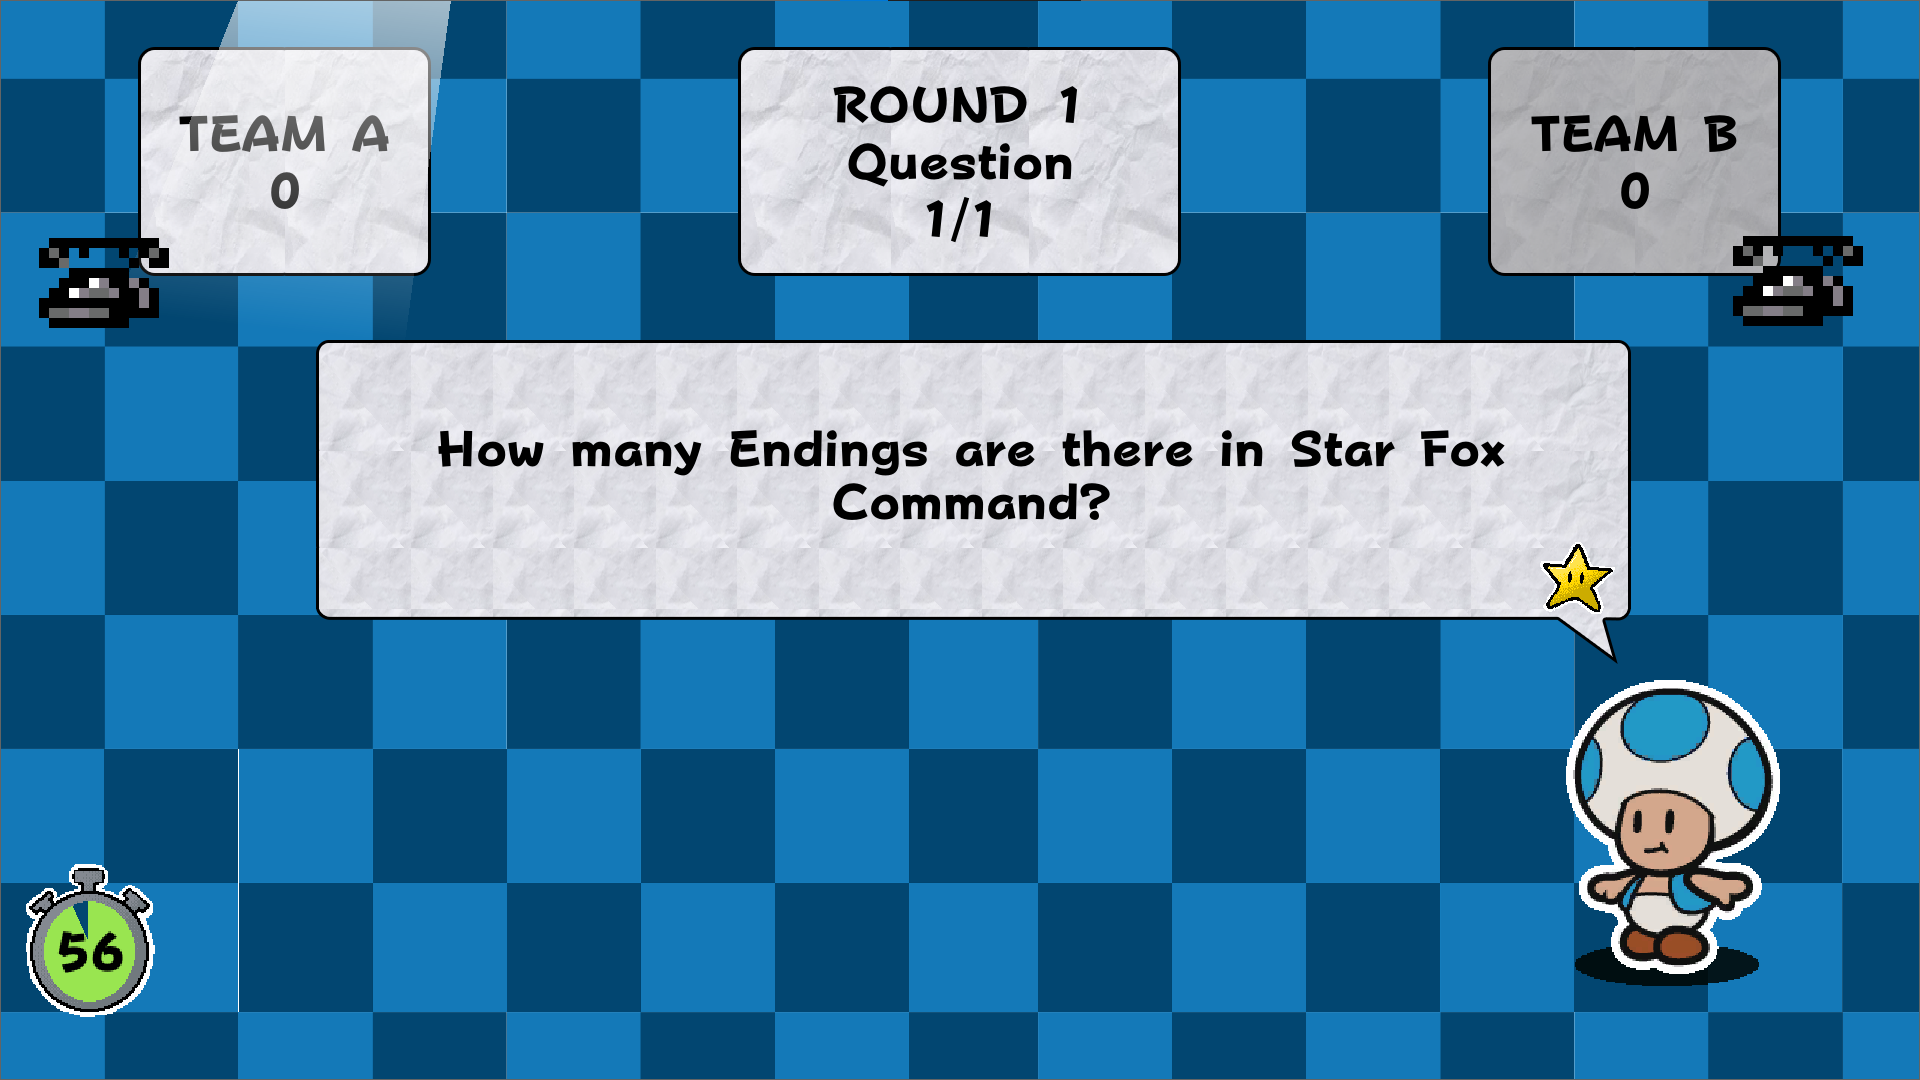 TEAM A
0
ROUND 1
Question
1/1
TEAM B
0
How many Endings are there in Star Fox
Command?
56